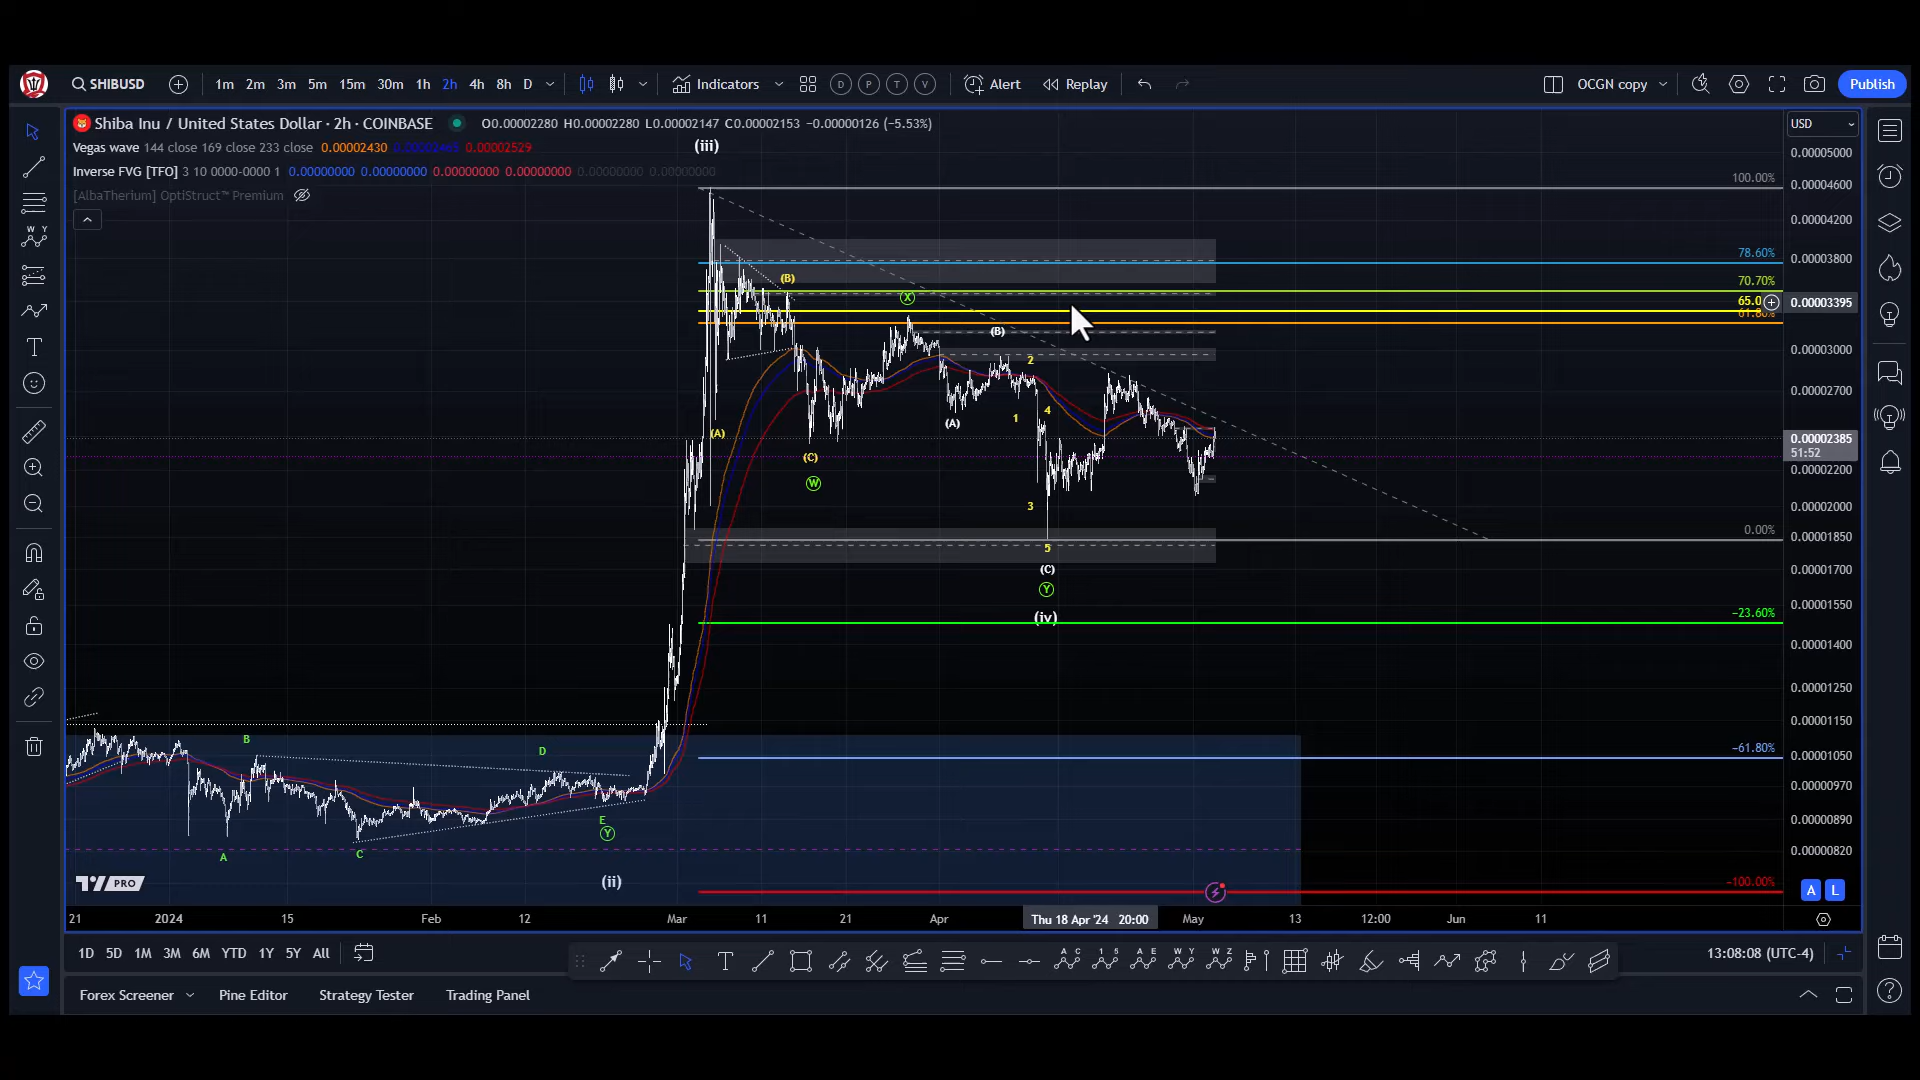 SHIBUSD 1m 2m 3m 5m 15m 30m 1h 2h 4h 8h D Indicators D P T V Alert Replay OCGN copy Publish
Shiba Inu / United States Dollar · 2h · COINBASE O0.00002280 H0.00002280 L0.00002147 C0.00002153 −0.00000126 (−5.53%)
USD
Vegas wave 144 close 169 close 233 close 0.00002430 0.00002465 0.00002529
(iii)
0.00005000
Inverse FVG [TFO] 3 10 0000-0000 1 0.00000000 0.00000000 0.00000000 0.00000000 0.00000000 0.00000000
100.00%
0.00004600
[AlbaTherium] OptiStruct™ Premium
0.00004200
78.60%
0.00003800
(B)
70.70%
X
65.0
0.00003395
61.80%
(B)
0.00003000
2
0.00002700
4
1
(A)
(A)
0.00002385
51:52
(C)
0.00002200
W
3
0.00002000
0.00%
0.00001850
5
(C)
0.00001700
Y
0.00001550
(iv)
−23.60%
0.00001400
0.00001250
0.00001150
B
D
−61.80%
0.00001050
0.00000970
E
0.00000890
Y
A
C
0.00000820
(ii)
PRO
−100.00%
A L
21 2024 15 Feb 12 Mar 11 21 Apr Thu 18 Apr '24 20:00 May 13 12:00 Jun 11
1D 5D 1M 3M 6M YTD 1Y 5Y All
13:08:08 (UTC-4)
Forex Screener Pine Editor Strategy Tester Trading Panel